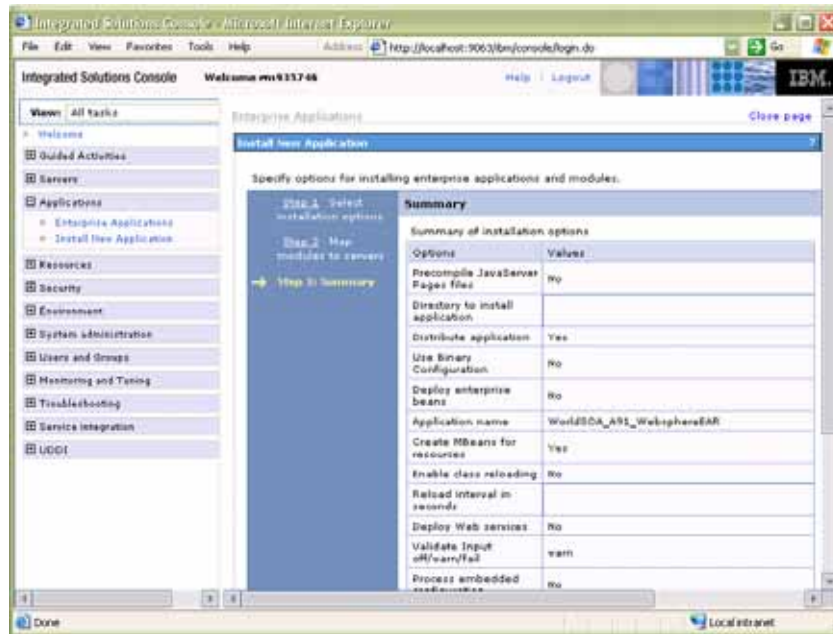 Integrated Solutions Console - Microsoft Internet Explorer
File Edit View Favorites Tools Help Address http://localhost:9063/ibm/console/login.do Go
Integrated Solutions Console Welcome Help Logout IBM.
View: All tasks
Welcome
Guided Activities
Servers
Applications
Enterprise Applications
Install New Application
Resources
Security
Environment
System administration
Users and Groups
Monitoring and Tuning
Troubleshooting
Service integration
UDDI
Enterprise Applications Close page
Install New Application ?
Specify options for installing enterprise applications and modules.
Step 1 Select
installation options
Step 2 Map
modules to servers
Step 3: Summary
Summary
Summary of installation options
Options Values
Precompile JavaServer Pages files No
Directory to install application
Distribute application Yes
Use Binary Configuration No
Deploy enterprise beans No
Application name WorldSOA_A91_WebsphereEAR
Create MBeans for resources Yes
Enable class reloading No
Reload interval in seconds
Deploy Web services No
Validate Input off/warn/fail warn
Process embedded configuration No
Done Local intranet